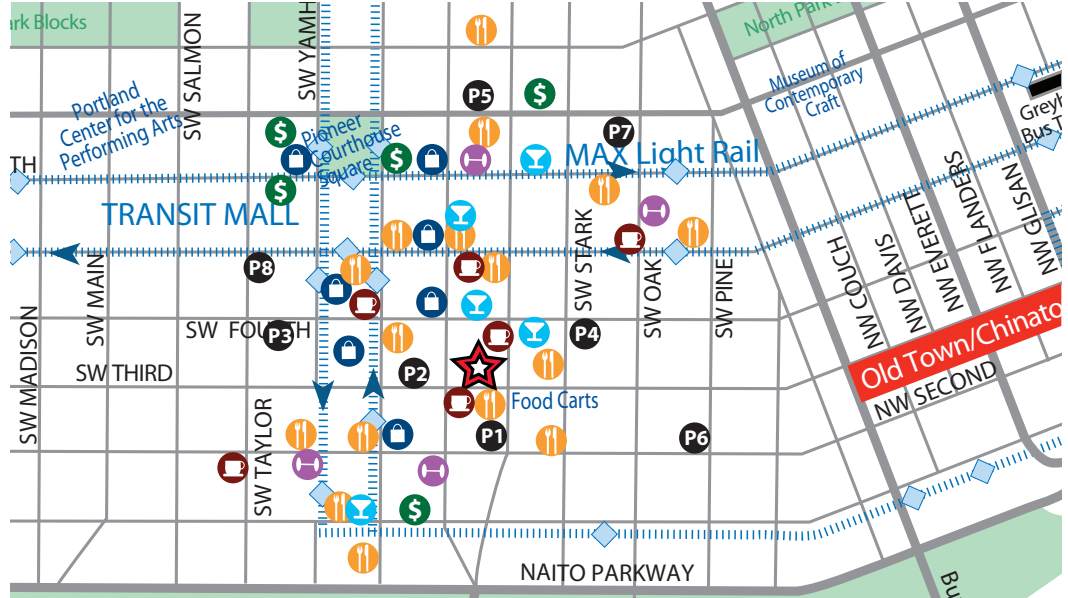 ark Blocks
SW SALMON
SW YAMH
North Park
Portland
Center for the
Performing Arts
P5
$
Museum of
Contemporary
Craft
Greyh
Bus T
$
Pioneer
Courthouse
Square
$
P7
MAX Light Rail
TH
$
TRANSIT MALL
P8
SW MAIN
SW STARK
SW OAK
SW PINE
NW COUCH
NW DAVIS
NW EVERETT
NW FLANDERS
NW GLISAN
SW MADISON
SW FOURTH
P3
P4
Old Town/Chinato
SW THIRD
P2
NW SECOND
Food Carts
SW TAYLOR
P1
P6
$
NAITO PARKWAY
Bu